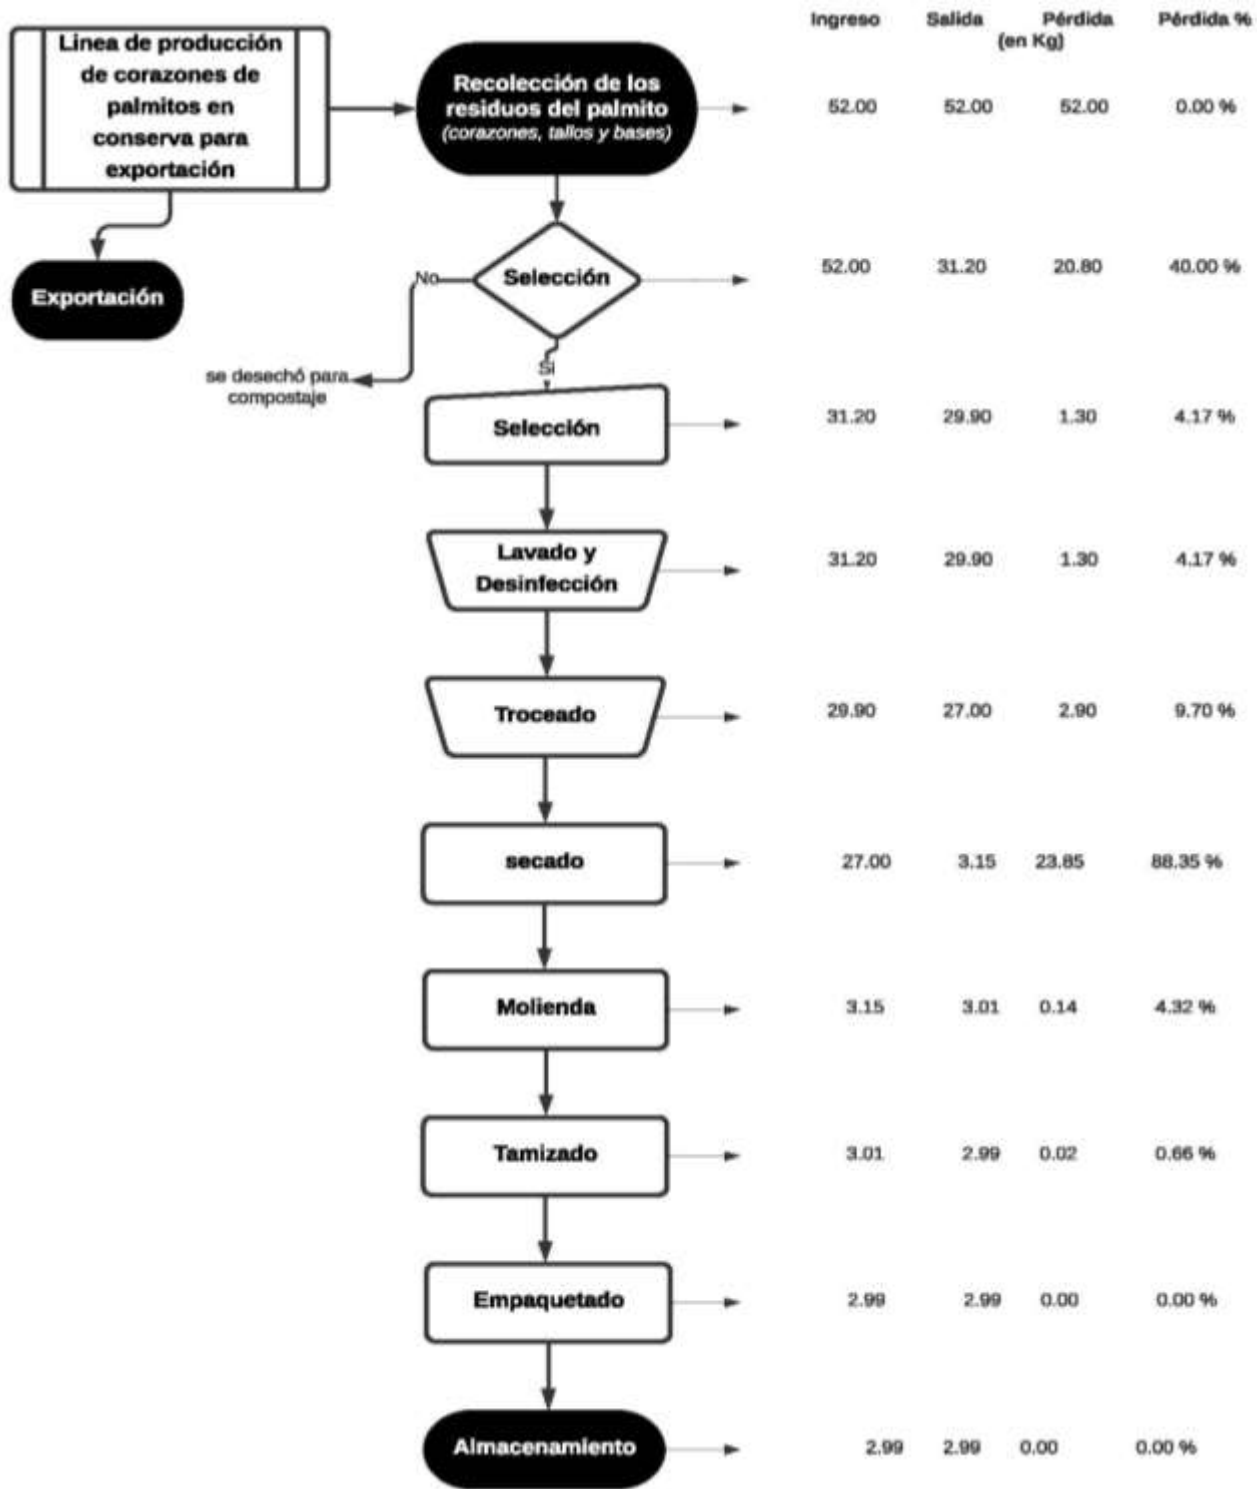 Ingreso Salida Pérdida Pérdida %
(en Kg)
Linea de producción
de corazones de
palmitos en
conserva para
exportación
Recolección de los
residuos del palmito
(corazones, tallos y bases)
52.00 52.00 52.00 0.00 %
Exportación
No
Selección
52.00 31.20 20.80 40.00 %
se desechó para
compostaje
Si
Selección
31.20 29.90 1.30 4.17 %
Lavado y
Desinfección
31.20 29.90 1.30 4.17 %
Troceado
29.90 27.00 2.90 9.70 %
secado
27.00 3.15 23.85 88.35 %
Molienda
3.15 3.01 0.14 4.32 %
Tamizado
3.01 2.99 0.02 0.66 %
Empaquetado
2.99 2.99 0.00 0.00 %
Almacenamiento
2.99 2.99 0.00 0.00 %